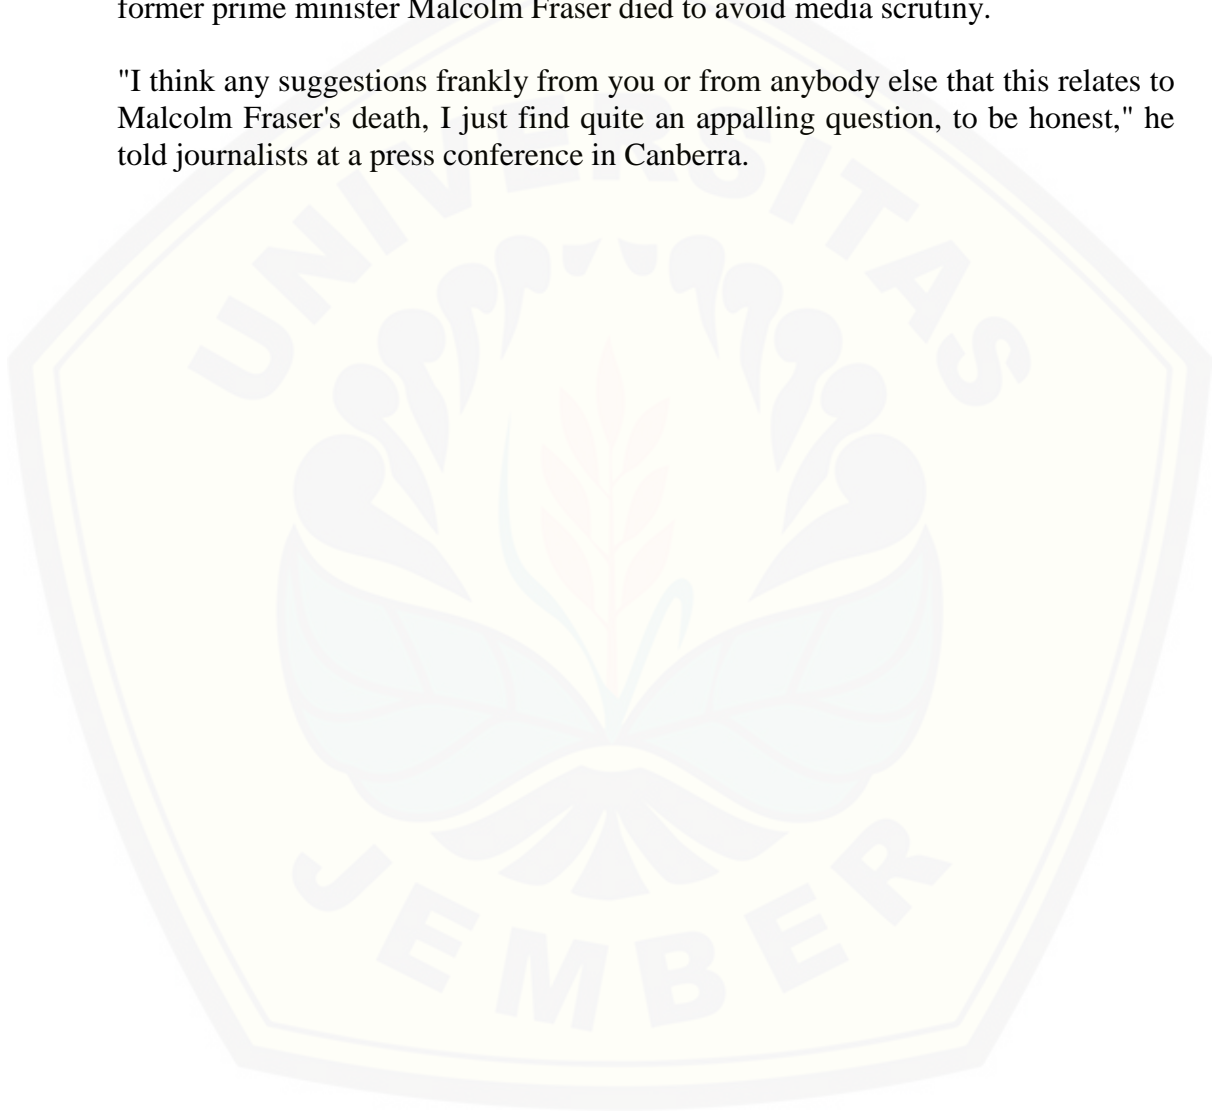 former prime minister Malcolm Fraser died to avoid media scrutiny.
"I think any suggestions frankly from you or from anybody else that this relates to
Malcolm Fraser's death, I just find quite an appalling question, to be honest," he
told journalists at a press conference in Canberra.
UNIVERSITAS
JEMBER